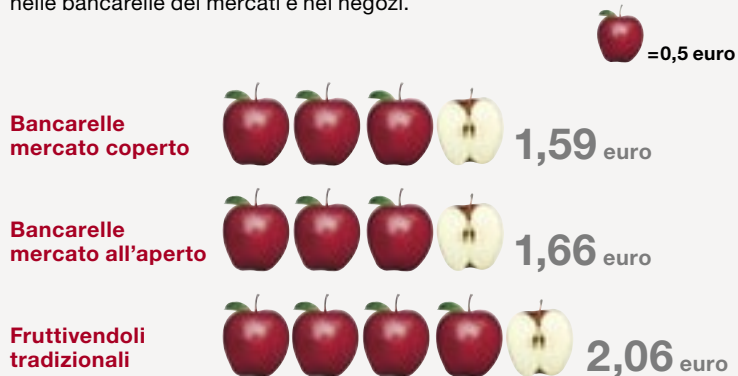 nelle bancarelle dei mercati e nei negozi.
=0,5 euro
Bancarelle
mercato coperto
1,59 euro
Bancarelle
mercato all'aperto
1,66 euro
Fruttivendoli
tradizionali
2,06 euro